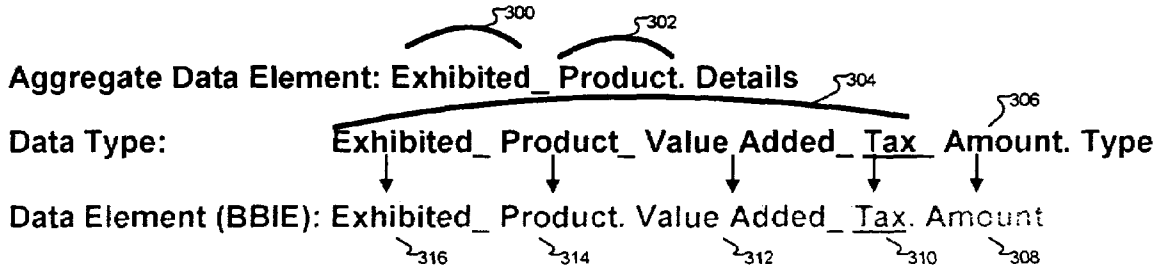 300 302
Aggregate Data Element: Exhibited_ Product. Details
304 306
Data Type: Exhibited_ Product_ Value Added_ Tax_ Amount. Type
Data Element (BBIE): Exhibited_ Product. Value Added_ Tax. Amount
316 314 312 310 308